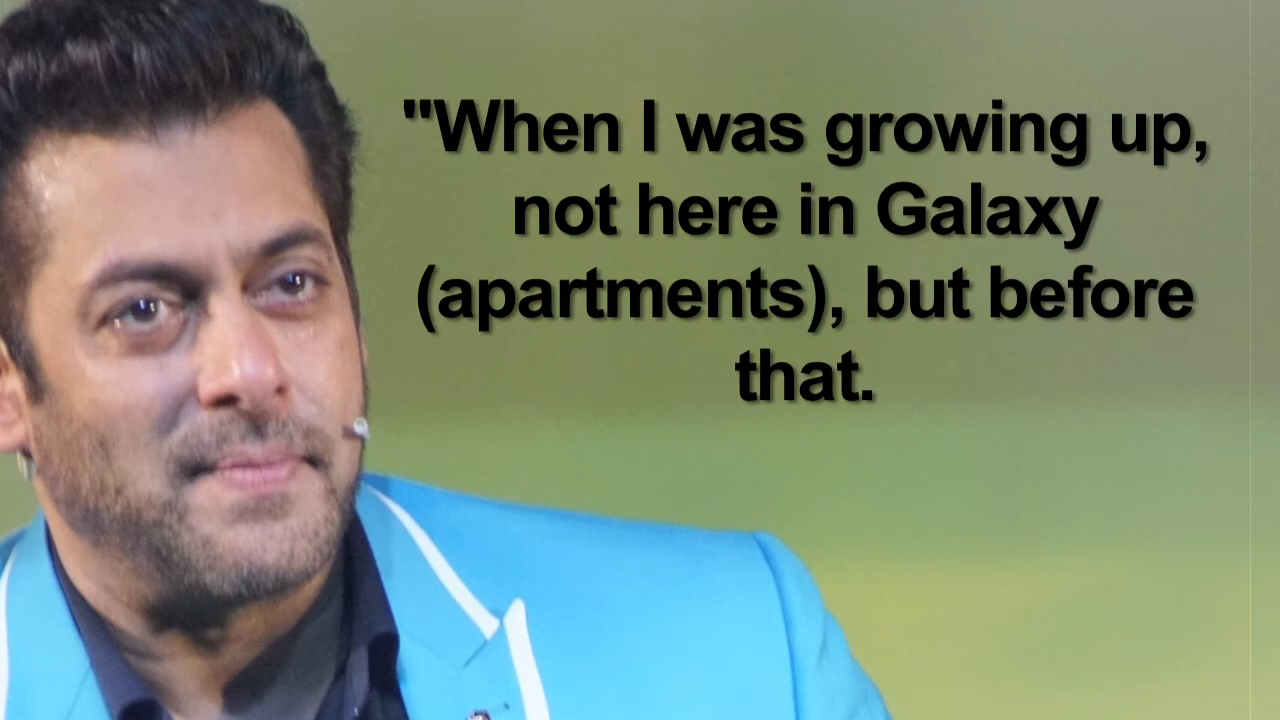 "When I was growing up,
not here in Galaxy
(apartments), but before
that.